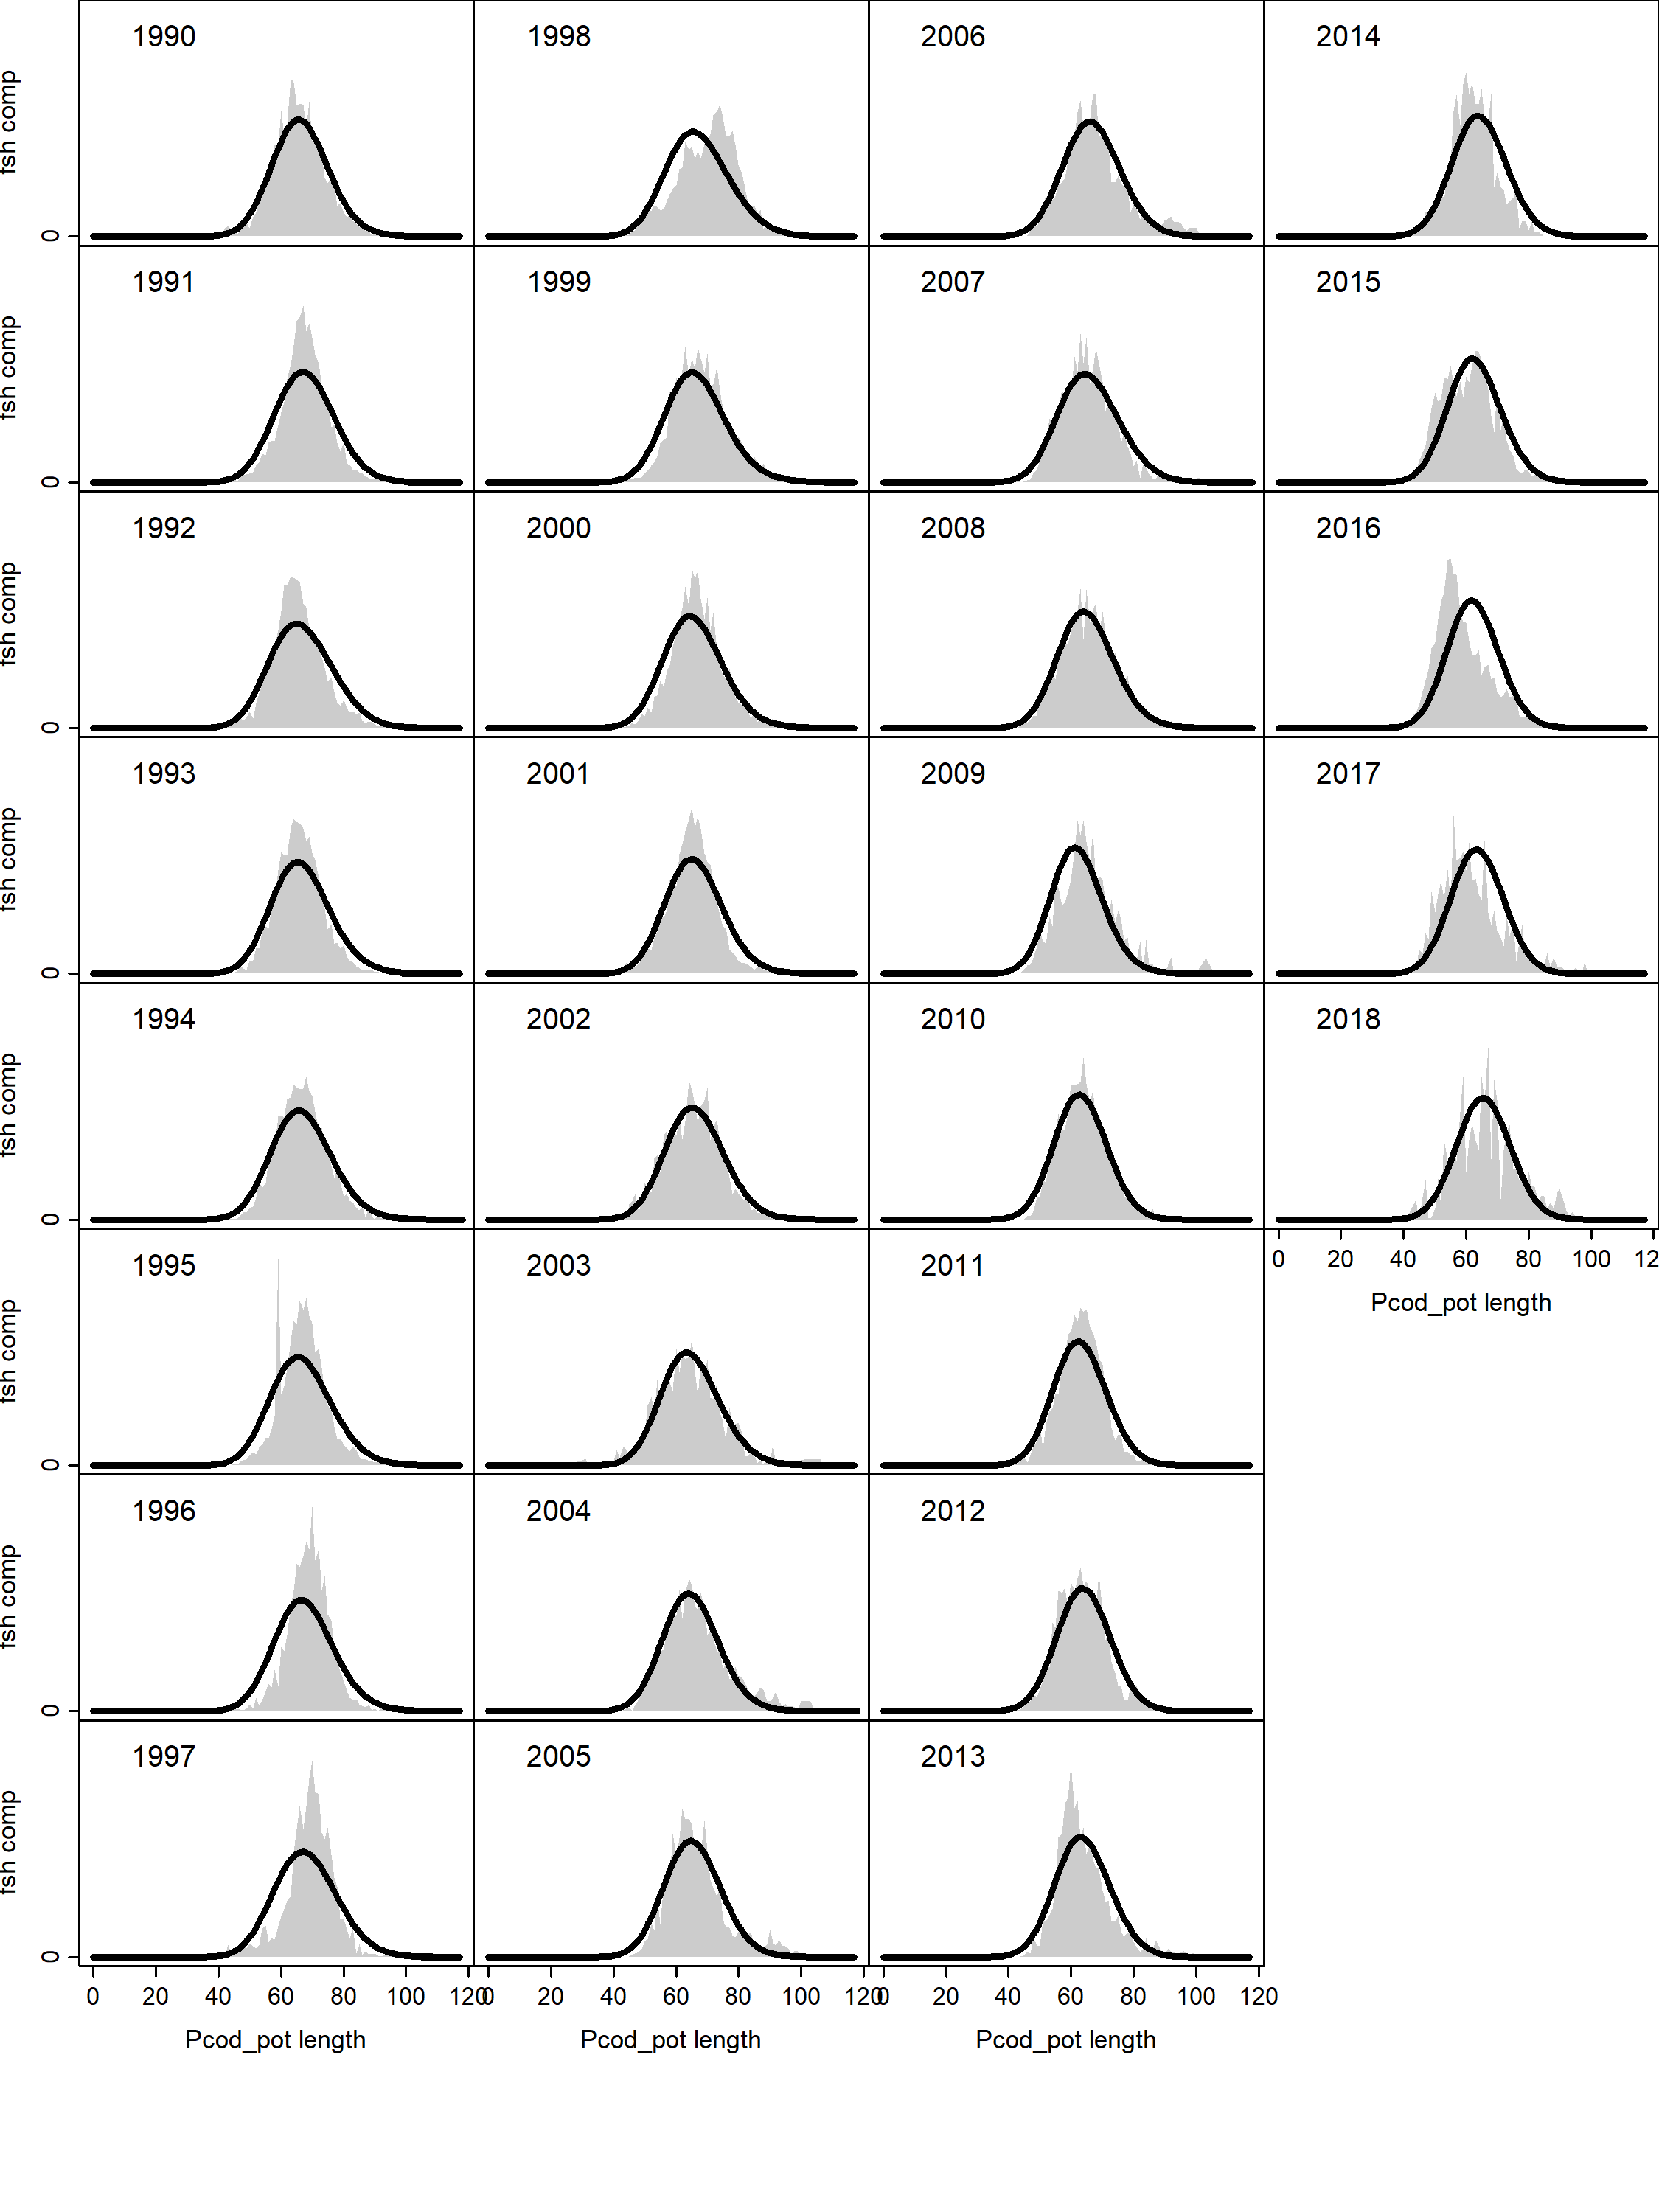 1990 1998 2006 2014
fsh comp
0
1991 1999 2007 2015
fsh comp
0
1992 2000 2008 2016
fsh comp
0
1993 2001 2009 2017
fsh comp
0
1994 2002 2010 2018
fsh comp
0
0 20 40 60 80 100 12
Pcod_pot length
1995 2003 2011
fsh comp
0
1996 2004 2012
fsh comp
0
1997 2005 2013
fsh comp
0
0 20 40 60 80 100 120 0 20 40 60 80 100 120 0 20 40 60 80 100 120
Pcod_pot length Pcod_pot length Pcod_pot length